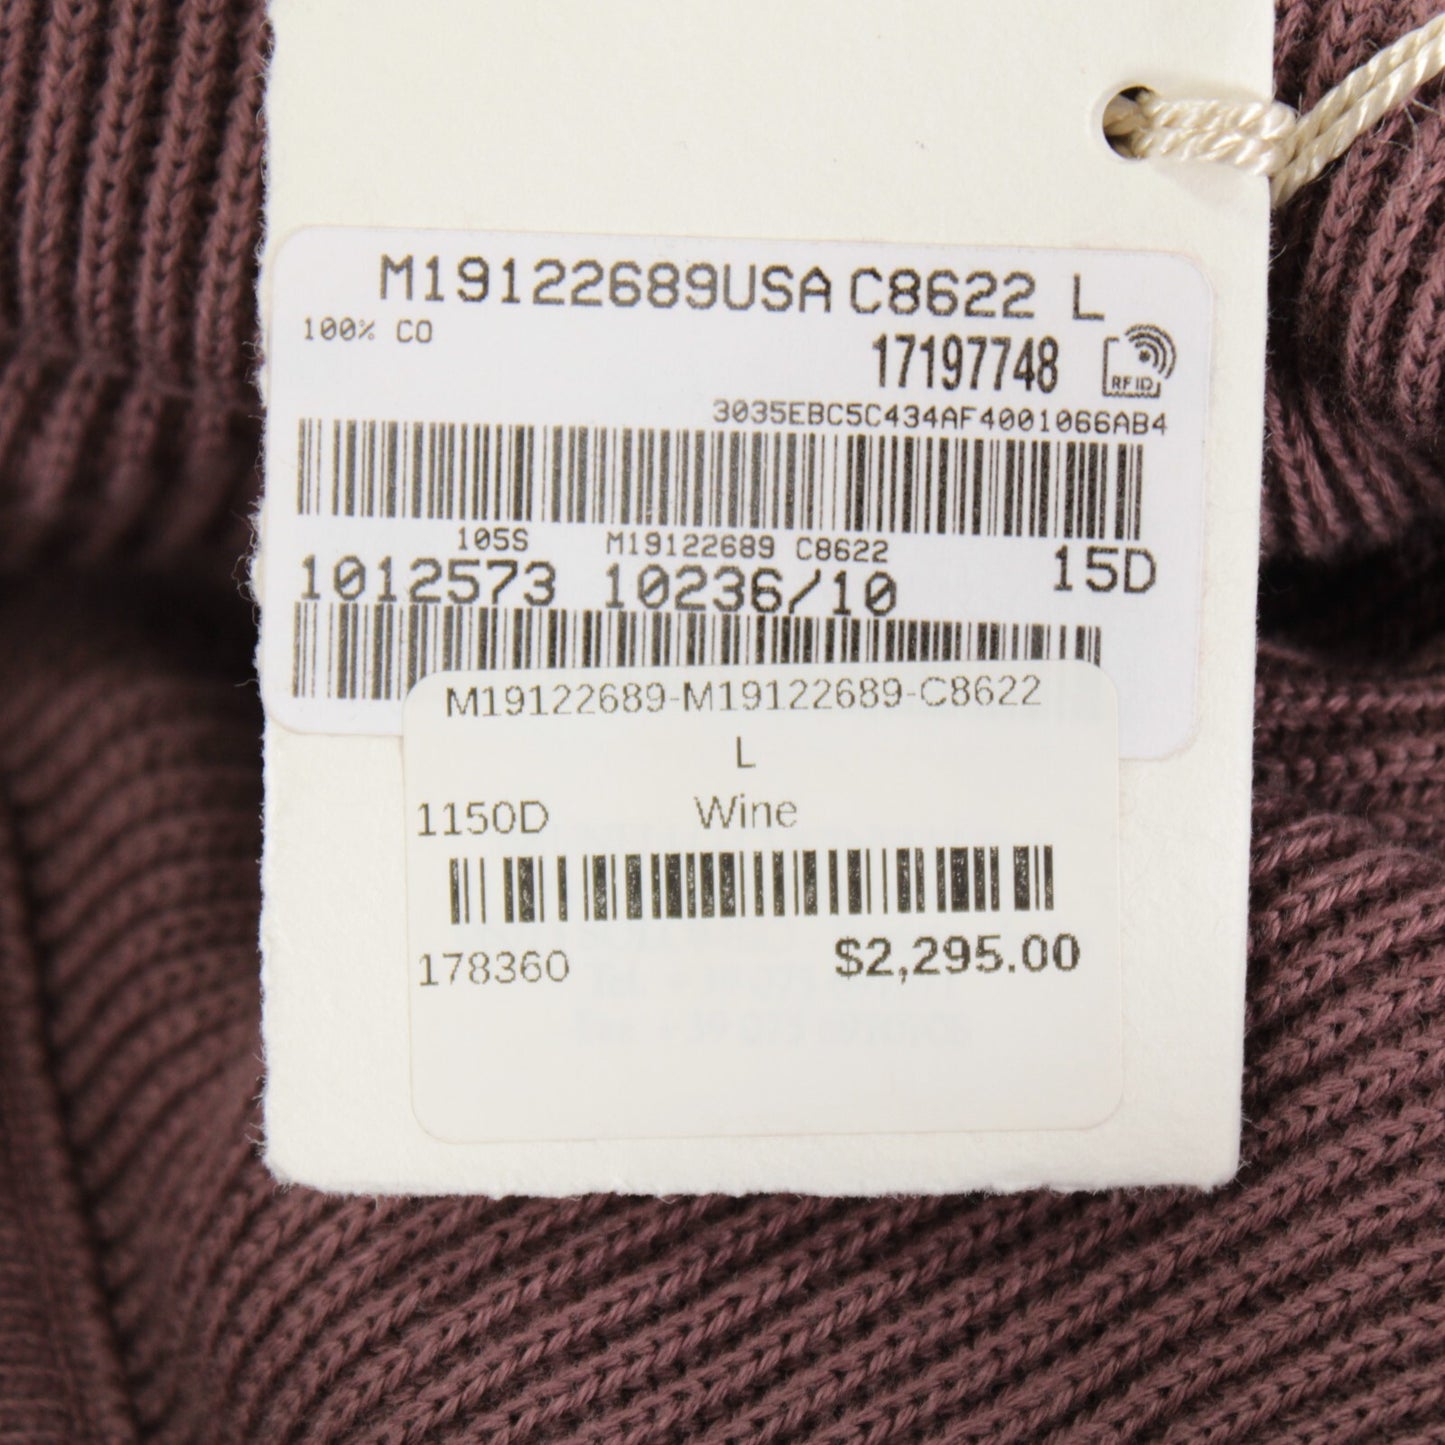 M19122689USA C8622 L
100% CO
17197748
RFID
3035EBC5C434AF4001066AB4
105S M19122689 C8622
1012573 10236/10 15D
M19122689-M19122689-C8622
L
1150D Wine
178360 $2,295.00